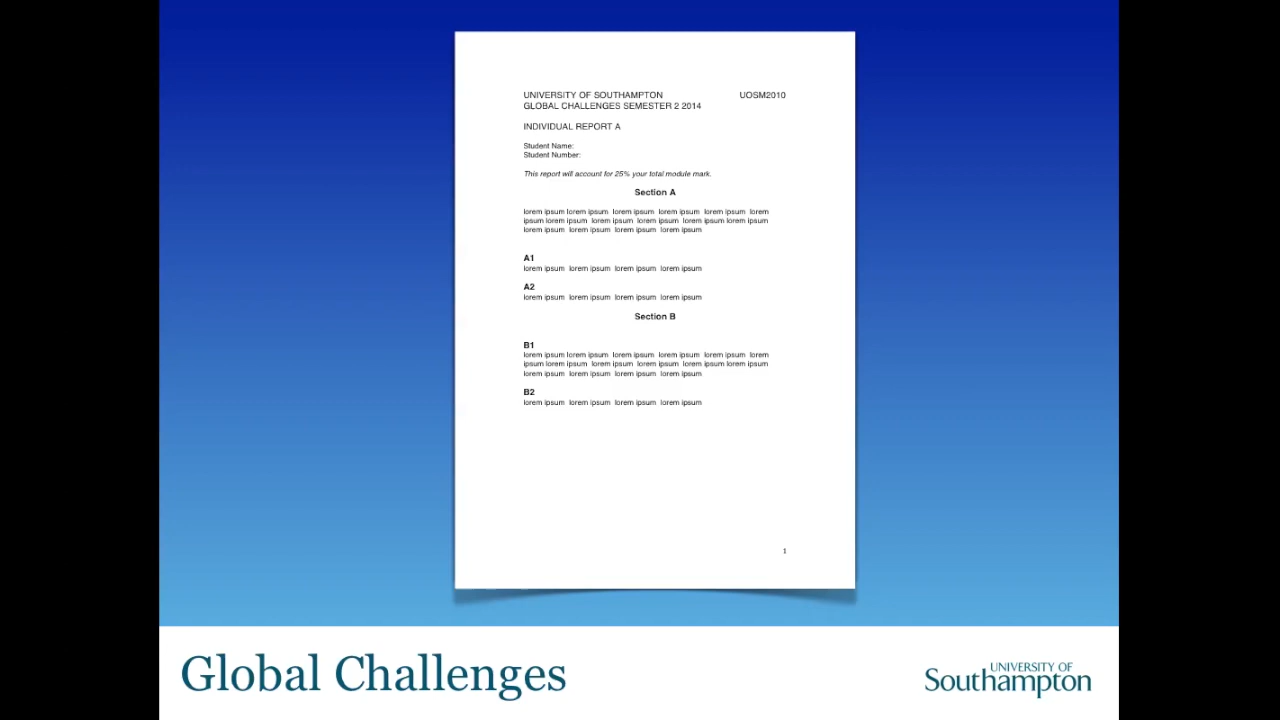 UNIVERSITY OF SOUTHAMPTON UOSM2010
GLOBAL CHALLENGES SEMESTER 2 2014
INDIVIDUAL REPORT A
Student Name:
Student Number:
This report will account for 25% your total module mark.
Section A
lorem ipsum lorem ipsum lorem ipsum lorem ipsum lorem ipsum lorem
ipsum lorem ipsum lorem ipsum lorem ipsum lorem ipsum lorem ipsum
lorem ipsum lorem ipsum lorem ipsum lorem ipsum
A1
lorem ipsum lorem ipsum lorem ipsum lorem ipsum
A2
lorem ipsum lorem ipsum lorem ipsum lorem ipsum
Section B
B1
lorem ipsum lorem ipsum lorem ipsum lorem ipsum lorem ipsum lorem
ipsum lorem ipsum lorem ipsum lorem ipsum lorem ipsum lorem ipsum
lorem ipsum lorem ipsum lorem ipsum lorem ipsum
B2
lorem ipsum lorem ipsum lorem ipsum lorem ipsum
1
Global Challenges
UNIVERSITY OF
Southampton